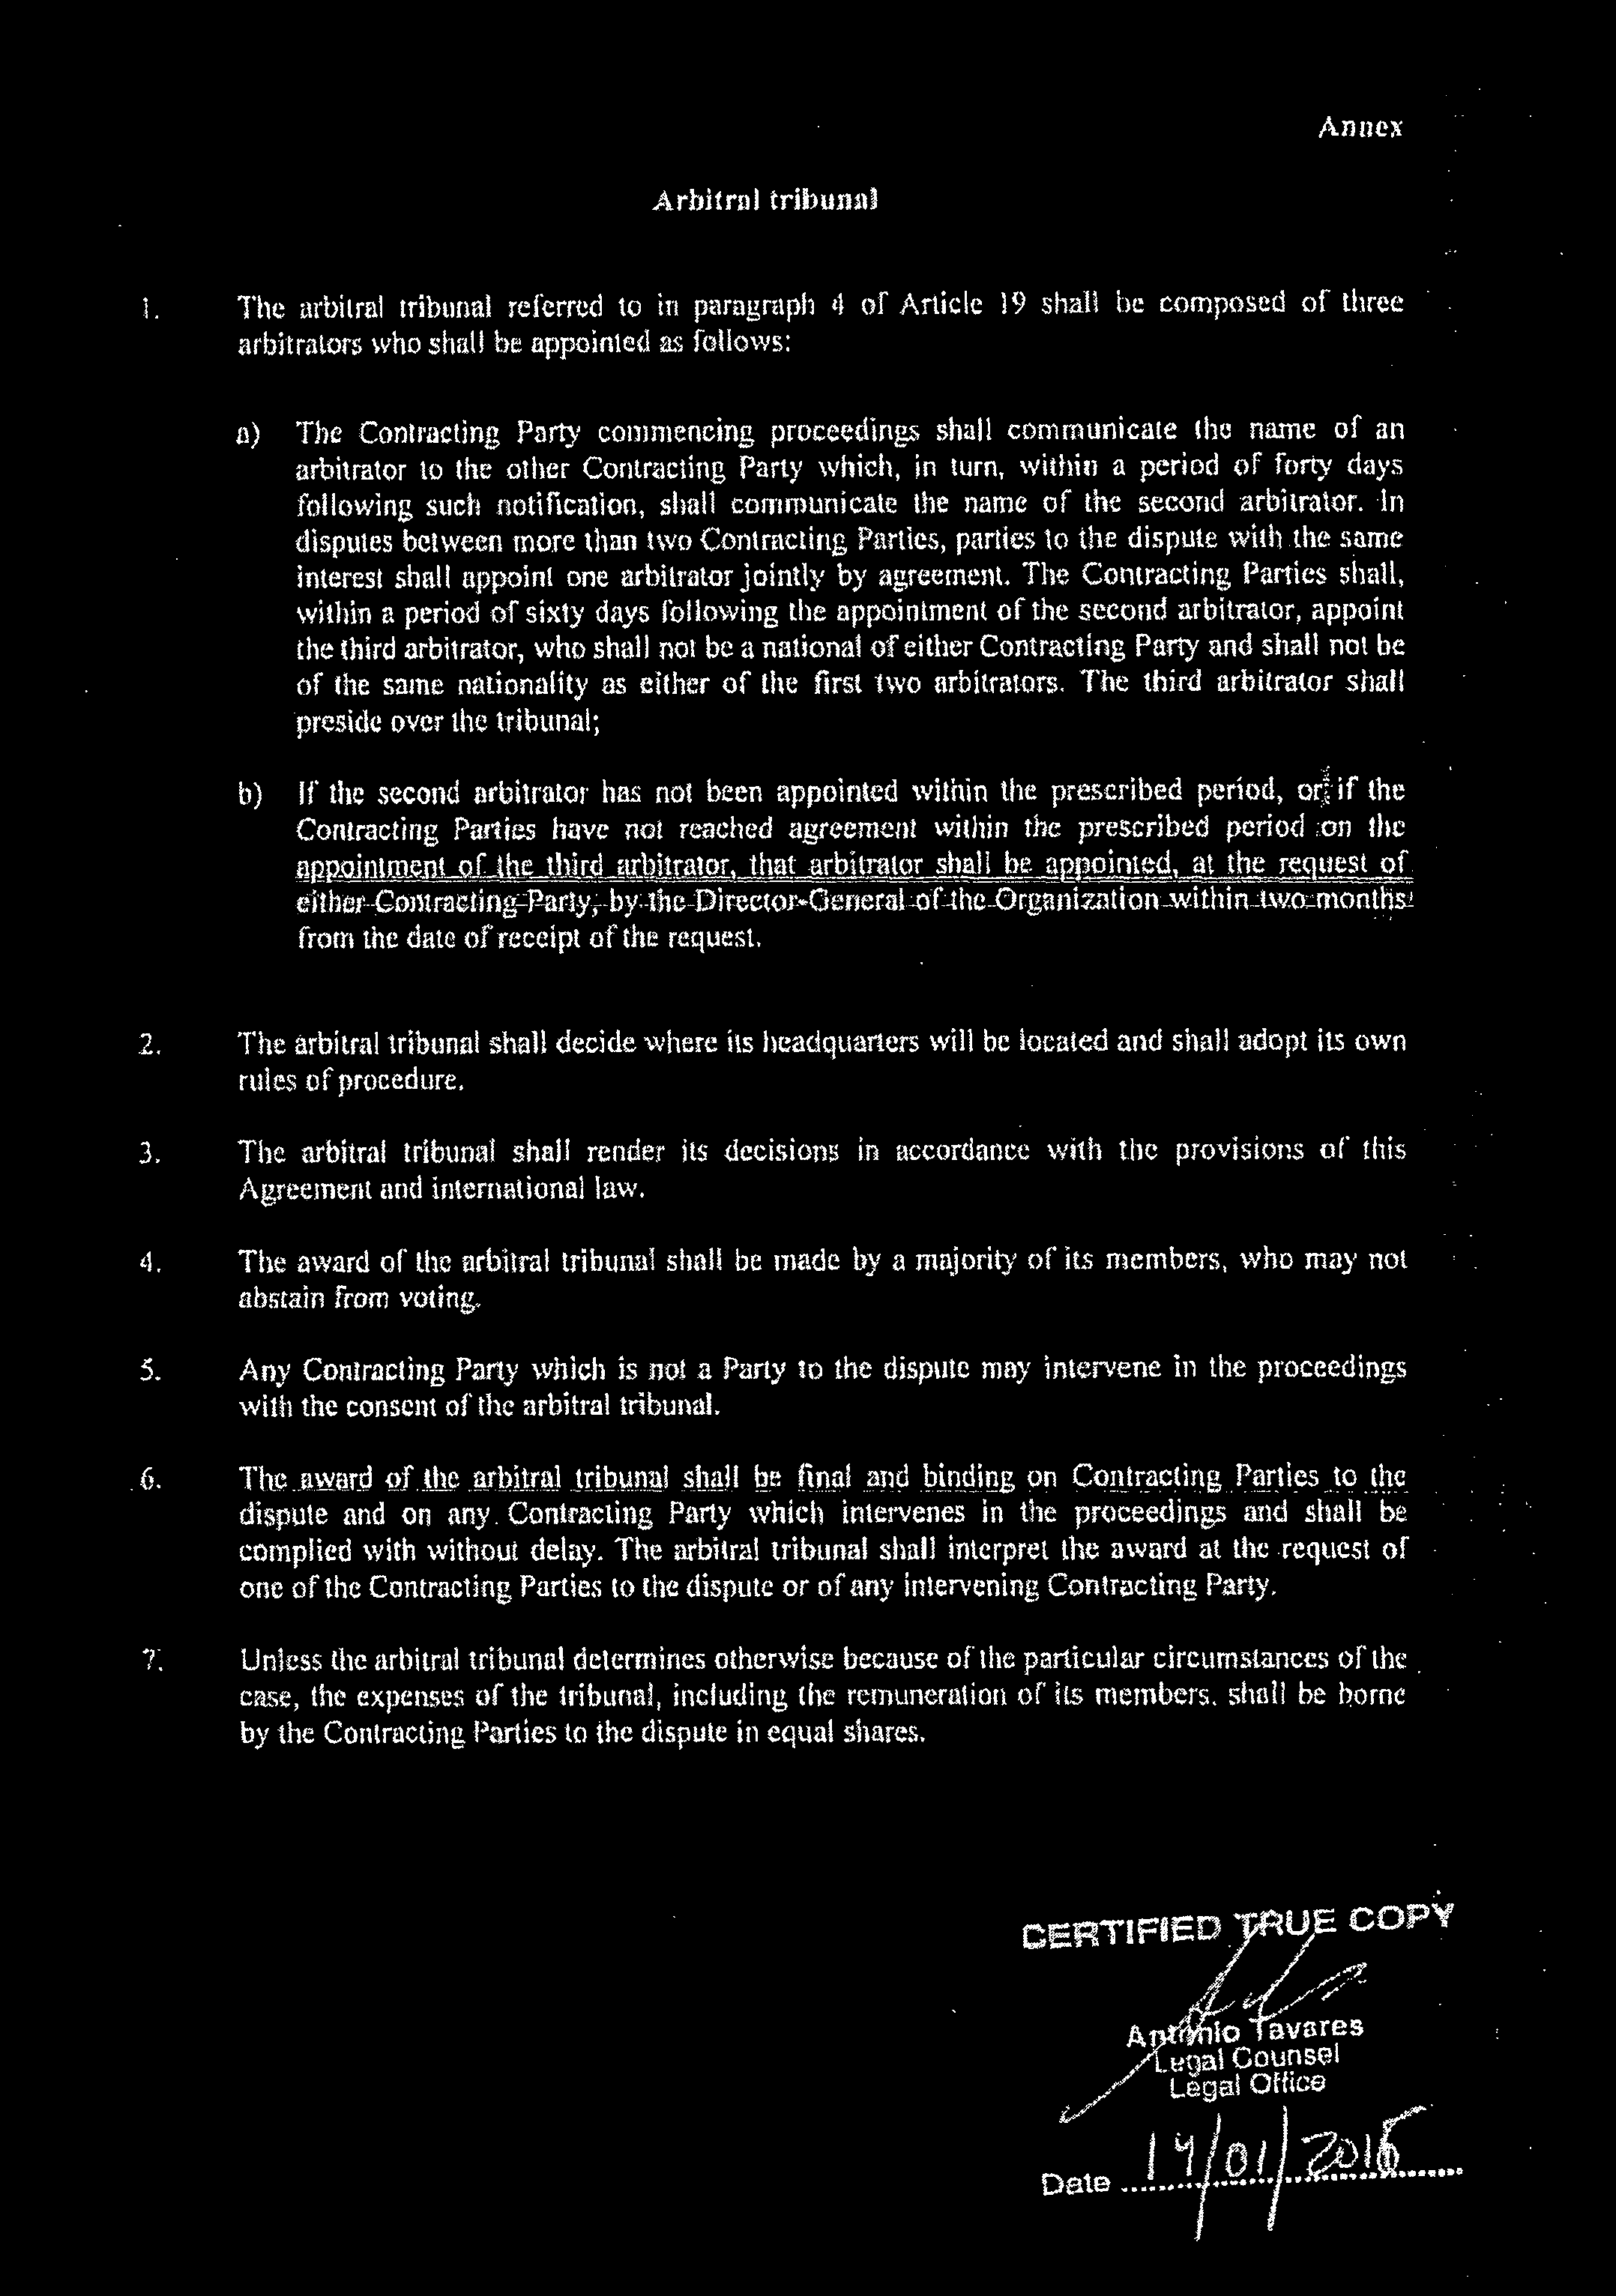 Annex
Arbitral tribunal
1. The arbitral tribunal referred to in paragraph 4 of Article 19 shall be composed of three
arbitrators who shall be appointed as follows:
a) The Contracting Party commencing proceedings shall communicate the name of an
arbitrator to the other Contracting Party which, in turn, within a period of forty days
following such notification, shall communicate the name of the second arbitrator. In
disputes between more than two Contracting Parties, parties to the dispute with the same
interest shall appoint one arbitrator jointly by agreement. The Contracting Parties shall,
within a period of sixty days following the appointment of the second arbitrator, appoint
the third arbitrator, who shall not be a national of either Contracting Party and shall not be
of the same nationality as either of the first two arbitrators. The third arbitrator shall
preside over the tribunal;
b) If the second arbitrator has not been appointed within the prescribed period, or if the
Contracting Parties have not reached agreement within the prescribed period on the
appointment of the third arbitrator, that arbitrator shall be appointed, at the request of
either Contracting Party, by the Director-General of the Organization within two months
from the date of receipt of the request.
2. The arbitral tribunal shall decide where its headquarters will be located and shall adopt its own
rules of procedure.
3. The arbitral tribunal shall render its decisions in accordance with the provisions of this
Agreement and international law.
4. The award of the arbitral tribunal shall be made by a majority of its members, who may not
abstain from voting.
5. Any Contracting Party which is not a Party to the dispute may intervene in the proceedings
with the consent of the arbitral tribunal.
6. The award of the arbitral tribunal shall be final and binding on Contracting Parties to the
dispute and on any Contracting Party which intervenes in the proceedings and shall be
complied with without delay. The arbitral tribunal shall interpret the award at the request of
one of the Contracting Parties to the dispute or of any intervening Contracting Party.
7. Unless the arbitral tribunal determines otherwise because of the particular circumstances of the
case, the expenses of the tribunal, including the remuneration of its members, shall be borne
by the Contracting Parties to the dispute in equal shares.
CERTIFIED TRUE COPY
Antonio Tavares
Legal Counsel
Legal Office
Date